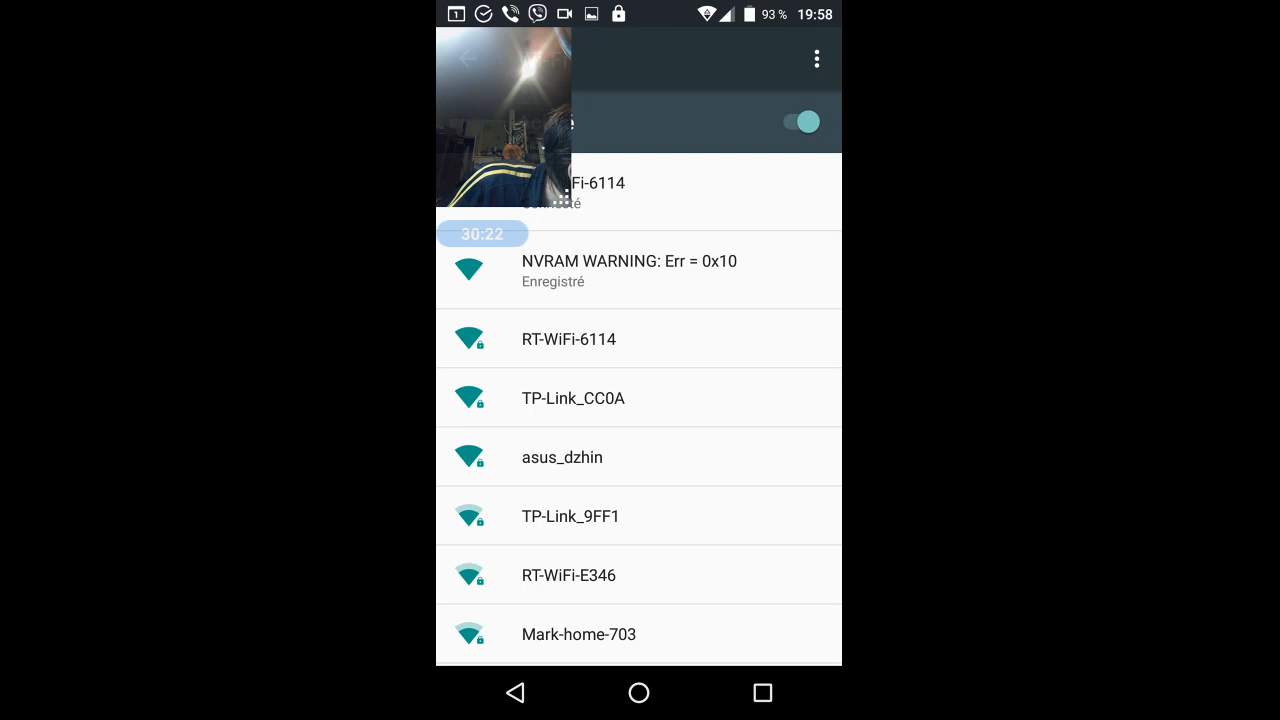 1
93 %
19:58
Fi-6114
30:22
NVRAM WARNING: Err = 0x10
Enregistré
RT-WiFi-6114
TP-Link_CC0A
asus_dzhin
TP-Link_9FF1
RT-WiFi-E346
Mark-home-703